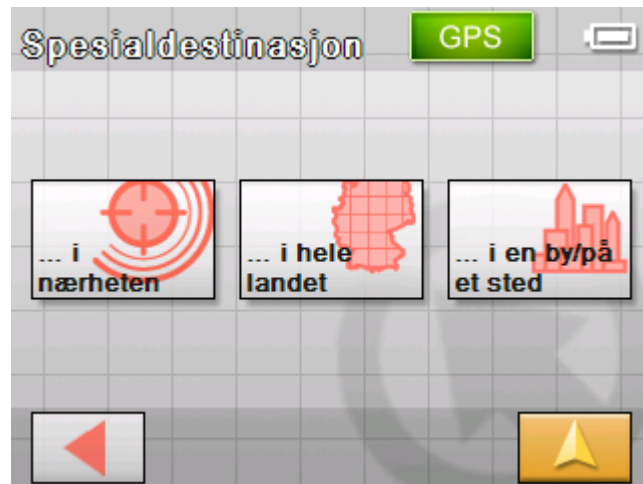 Spesialdestinasjon
GPS
... i
nærheten
... i hele
landet
... i en by/på
et sted